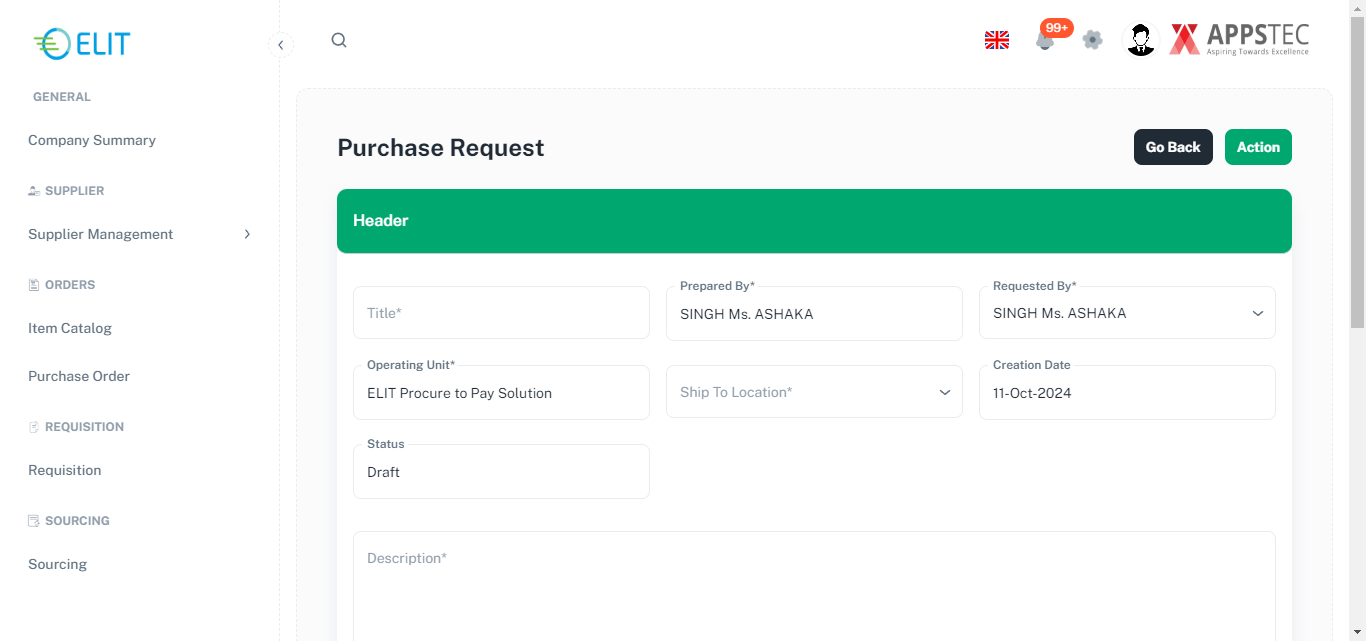 ELIT
99+
APPSTEC
Aspiring Towards Excellence
GENERAL
Company Summary
SUPPLIER
Supplier Management
ORDERS
Item Catalog
Purchase Order
REQUISITION
Requisition
SOURCING
Sourcing
Purchase Request
Go Back
Action
Header
Title*
Prepared By*
SINGH Ms. ASHAKA
Requested By*
SINGH Ms. ASHAKA
Operating Unit*
ELIT Procure to Pay Solution
Ship To Location*
Creation Date
11-Oct-2024
Status
Draft
Description*